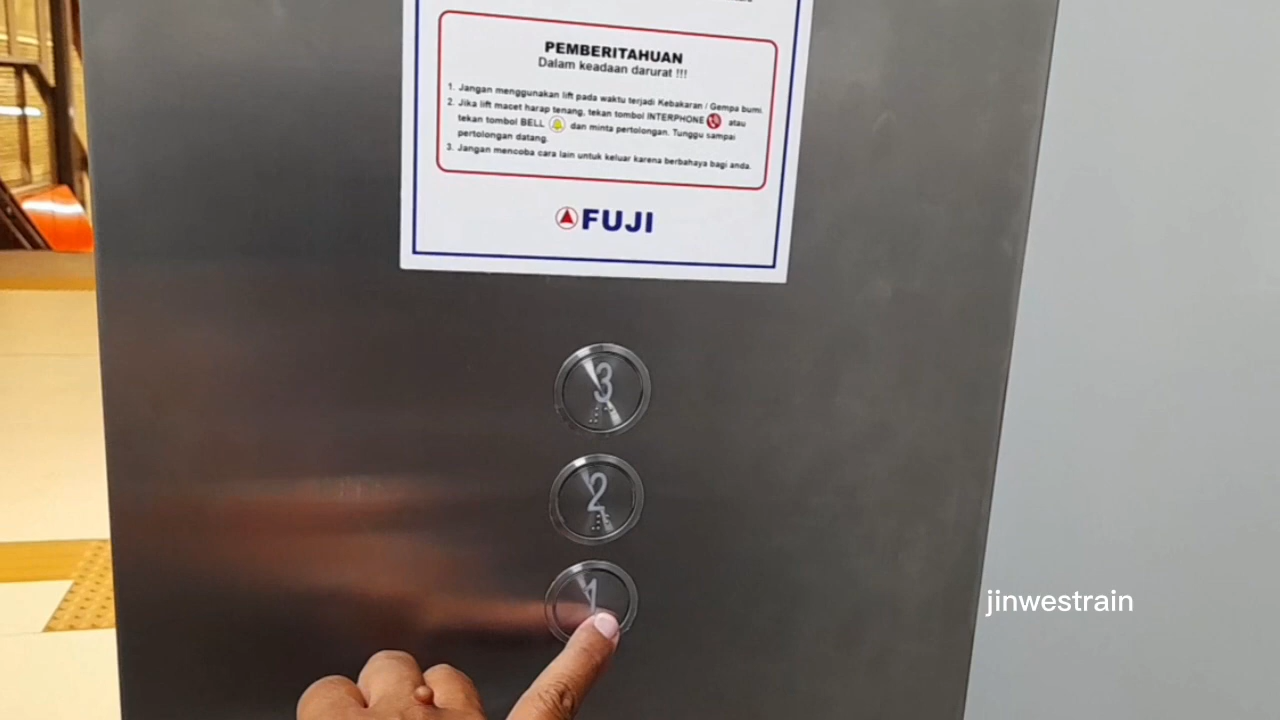 PEMBERITAHUAN
Dalam keadaan darurat !!!
1. Jangan menggunakan lift pada waktu terjadi Kebakaran / Gempa bumi.
2. Jika lift macet harap tenang, tekan tombol INTERPHONE atau
tekan tombol BELL dan minta pertolongan. Tunggu sampai
pertolongan datang.
3. Jangan mencoba cara lain untuk keluar karena berbahaya bagi anda.
FUJI
3
2
1
jinwestrain